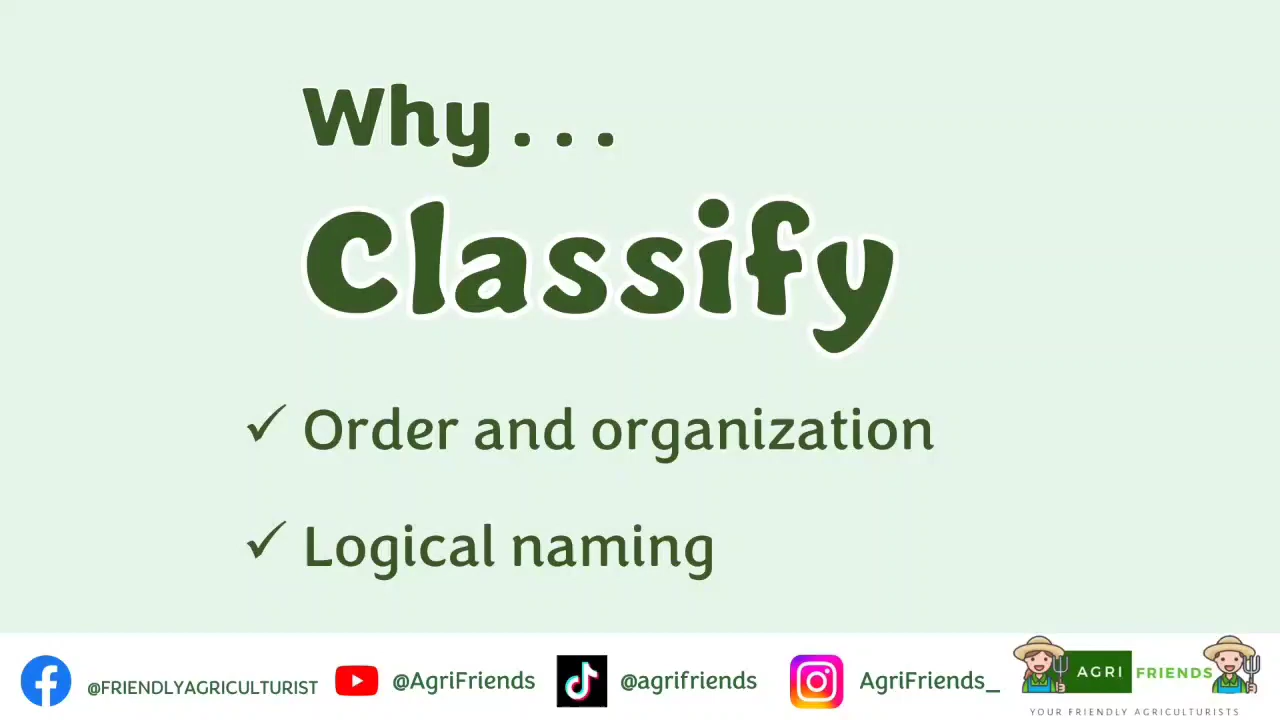 Why . . .
Classify
✓ Order and organization
✓ Logical naming
@FRIENDLYAGRICULTURIST @AgriFriends @agrifriends AgriFriends_ AGRI FRIENDS
YOUR FRIENDLY AGRICULTURISTS